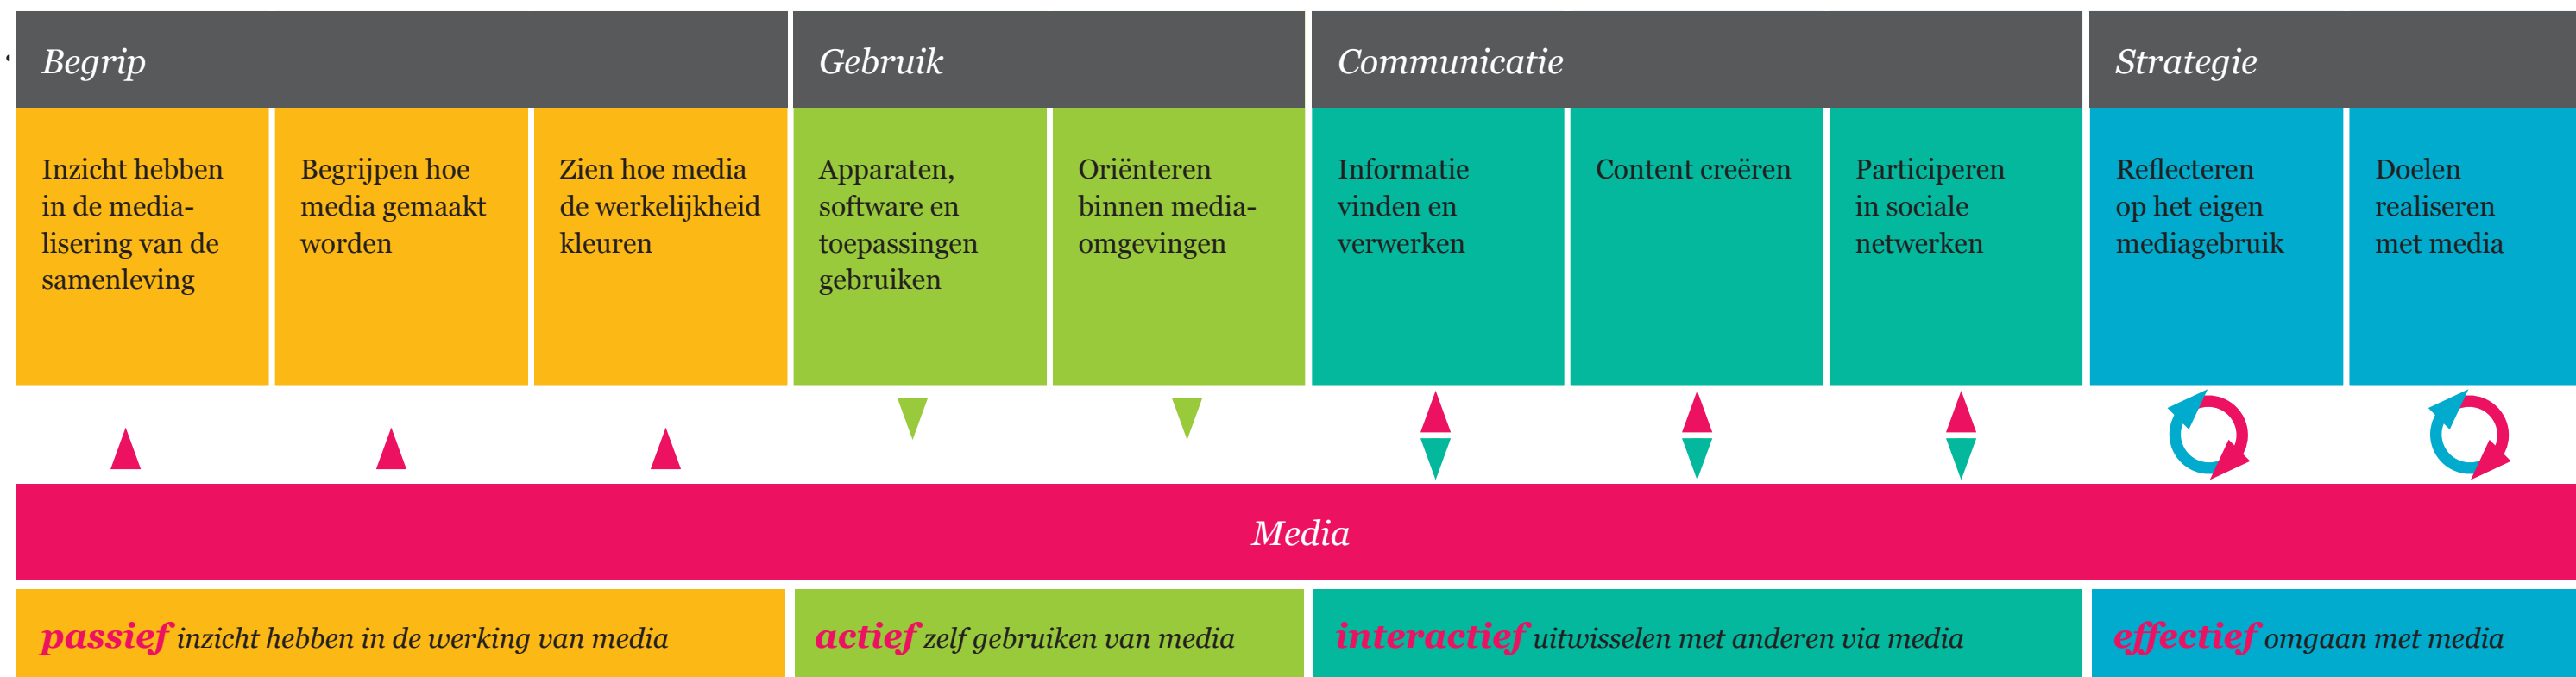 Begrip
Gebruik
Communicatie
Strategie
Inzicht hebben
in de media-
lisering van de
samenleving
Begrijpen hoe
media gemaakt
worden
Zien hoe media
de werkelijkheid
kleuren
Apparaten,
software en
toepassingen
gebruiken
Oriënteren
binnen media-
omgevingen
Informatie
vinden en
verwerken
Content creëren
Participeren
in sociale
netwerken
Reflecteren
op het eigen
mediagebruik
Doelen
realiseren
met media
Media
passief inzicht hebben in de werking van media
actief zelf gebruiken van media
interactief uitwisselen met anderen via media
effectief omgaan met media